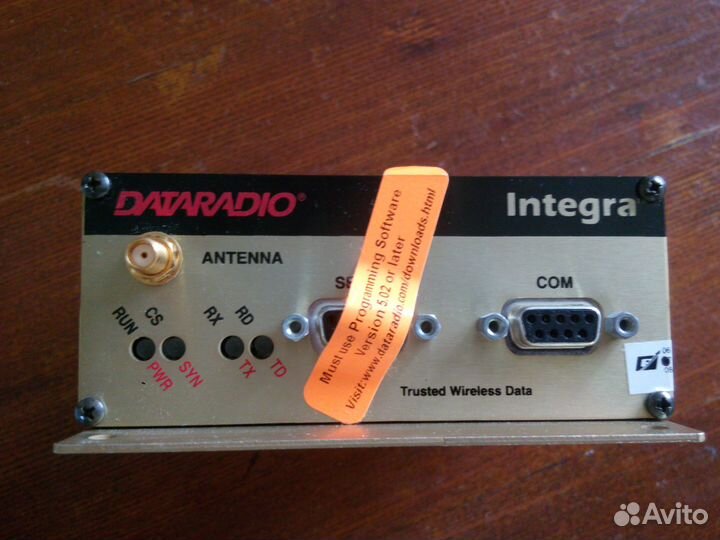 DATARADIO®
Integra
ANTENNA
COM
RUN CS RX RD
PWR SYN TX TD
Must use Programming Software
Version 5.02 or later
Visit:www.dataradio.com/downloads.html
Trusted Wireless Data
Avito